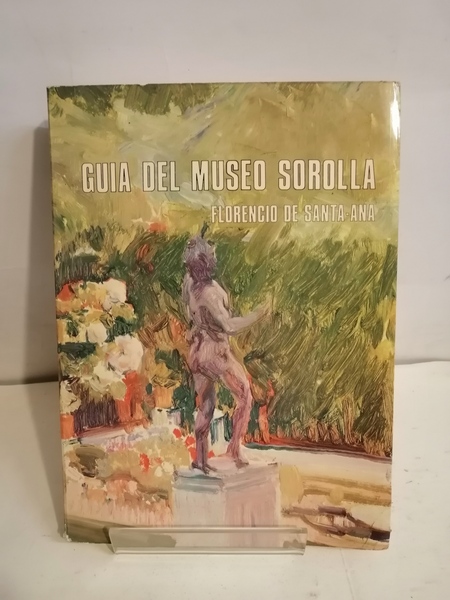 GUIA DEL MUSEO SOROLLA
FLORENCIO DE SANTA-ANA